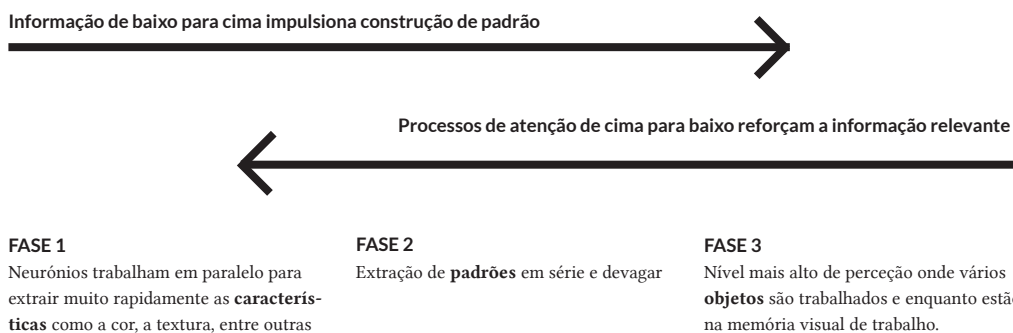 Informação de baixo para cima impulsiona construção de padrão
Processos de atenção de cima para baixo reforçam a informação relevante
FASE 1
Neurónios trabalham em paralelo para
extrair muito rapidamente as caracterís-
ticas como a cor, a textura, entre outras
FASE 2
Extração de padrões em série e devagar
FASE 3
Nível mais alto de perceção onde vários
objetos são trabalhados e enquanto estão
na memória visual de trabalho.